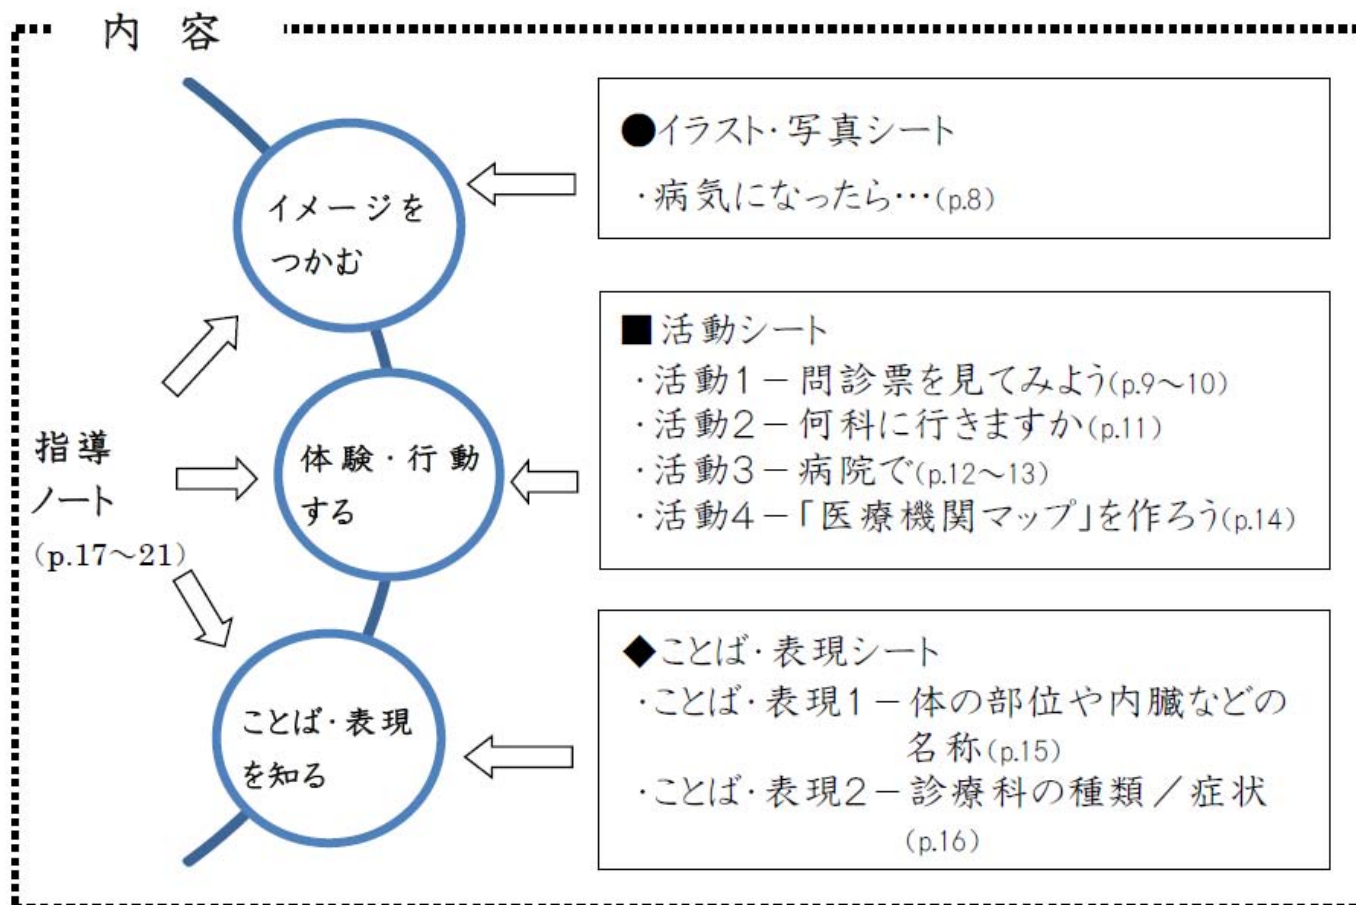 内 容
イメージを
つかむ
●イラスト・写真シート
・病気になったら…(p.8)
指導
ノート
(p.17～21)
体験・行動
する
■活動シート
・活動1－問診票を見てみよう(p.9～10)
・活動2－何科に行きますか(p.11)
・活動3－病院で(p.12～13)
・活動4－「医療機関マップ」を作ろう(p.14)
ことば・表現
を知る
◆ことば・表現シート
・ことば・表現1－体の部位や内臓などの
名称(p.15)
・ことば・表現2－診療科の種類／症状
(p.16)